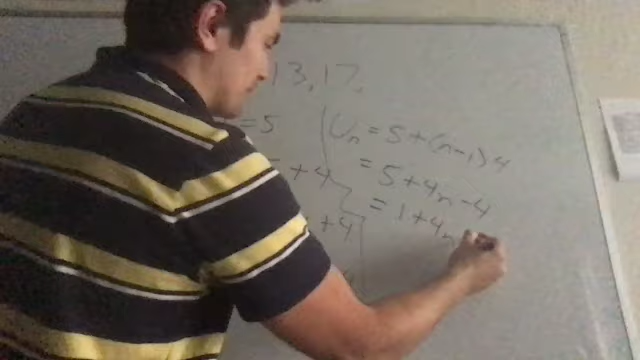 13, 17,
= 5
Uₙ = 5 + (n-1)4
+ 4
= 5 + 4n - 4
= 1 + 4n
+ 4